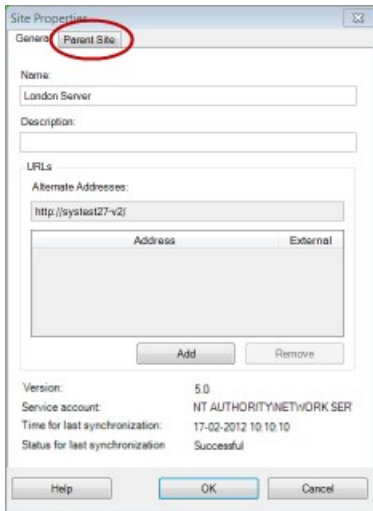 Site Properties
General Parent Site
Name:
London Server
Description:
URLs
Alternate Addresses:
http://systest27-v2/
Address External
Add Remove
Version: 5.0
Service account: NT AUTHORITY\NETWORK SER
Time for last synchronization: 17-02-2012 10:10:10
Status for last synchronization Successful
Help OK Cancel